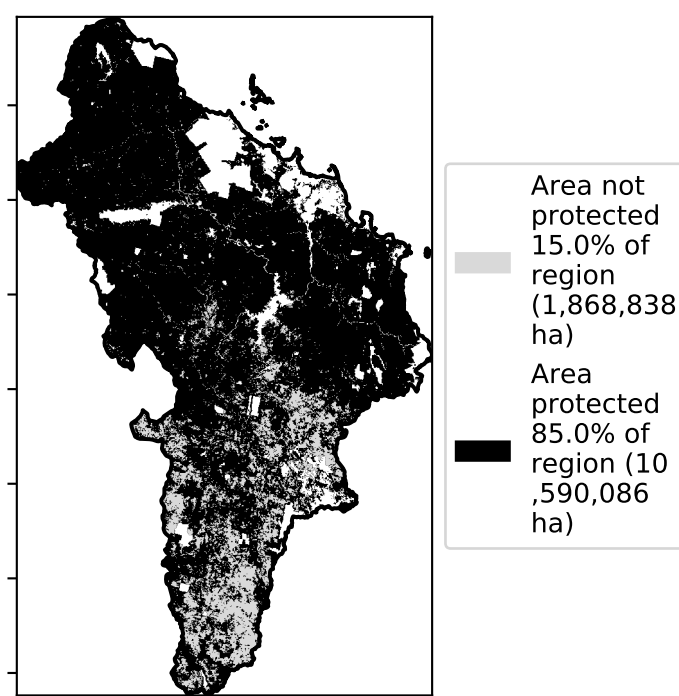 Area not
protected
15.0% of
region
(1,868,838
ha)
Area
protected
85.0% of
region (10
,590,086
ha)